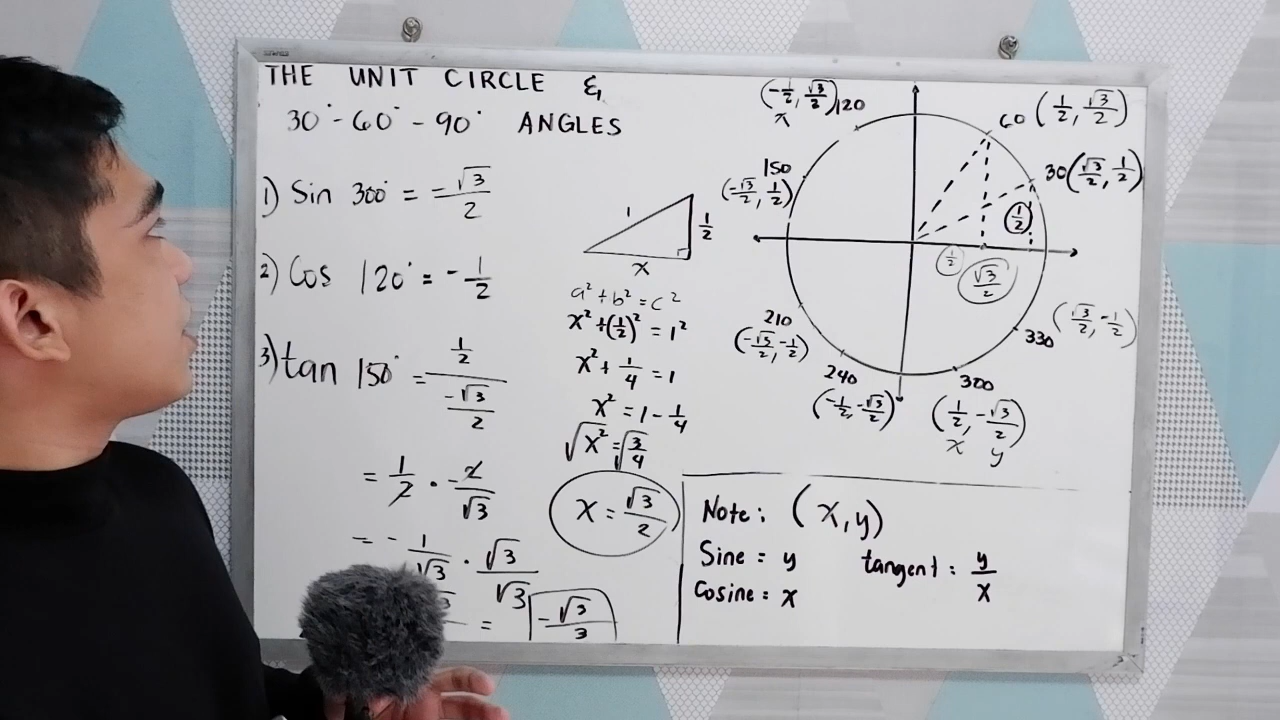 THE UNIT CIRCLE &
30° - 60° - 90° ANGLES
1) Sin 300° = -√3/2
2) Cos 120° = -1/2
3) tan 150° = (1/2)/(-√3/2)
= 1/2 · -2/√3
= -1/√3 · √3/√3
= -√3/3
1
1/2
x
a² + b² = c²
x² + (1/2)² = 1²
x² + 1/4 = 1
x² = 1 - 1/4
√x² = √3/4
x = √3/2
(-1/2, √3/2) 120
x
60 (1/2, √3/2)
150
(-√3/2, 1/2)
30 (√3/2, 1/2)
1/2
1/2
√3/2
210
(-√3/2, -1/2)
330
(√3/2, -1/2)
240
(-1/2, -√3/2)
300
(1/2, -√3/2)
x y
Note: (x, y)
Sine = y
tangent: y/x
Cosine = x